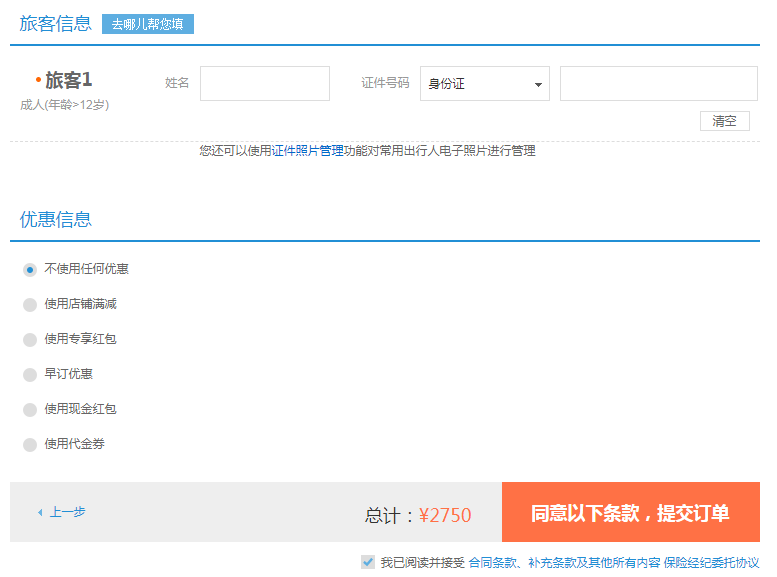 旅客信息 去哪儿帮您填
旅客1 姓名 证件号码 身份证
成人(年龄>12岁)
清空
您还可以使用证件照片管理功能对常用出行人电子照片进行管理
优惠信息
不使用任何优惠
使用店铺满减
使用专享红包
早订优惠
使用现金红包
使用代金券
上一步 总计：¥2750 同意以下条款，提交订单
我已阅读并接受 合同条款、补充条款及其他所有内容 保险经纪委托协议